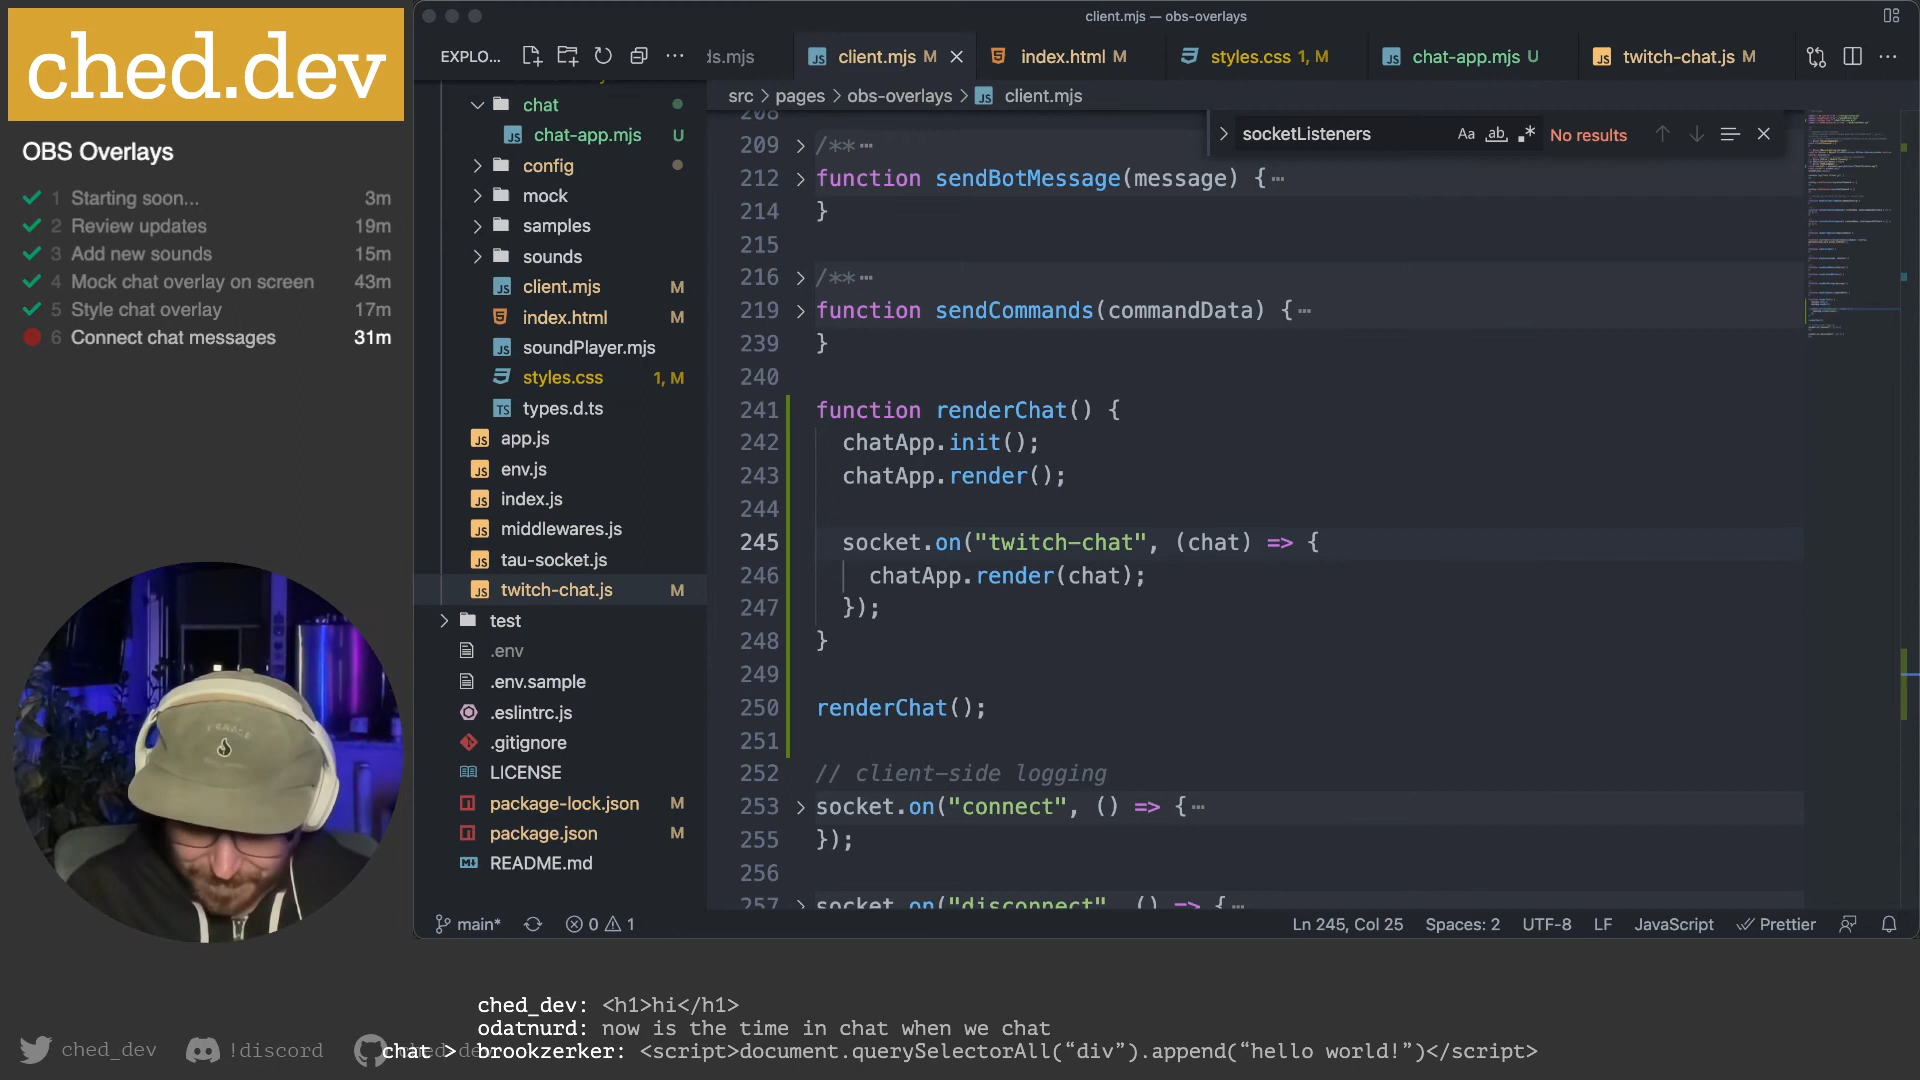 ched.dev
OBS Overlays
1 Starting soon... 3m
2 Review updates 19m
3 Add new sounds 15m
4 Mock chat overlay on screen 43m
5 Style chat overlay 17m
6 Connect chat messages 31m
client.mjs — obs-overlays
EXPLO...
ds.mjs
client.mjs M
index.html M
styles.css 1, M
chat-app.mjs U
twitch-chat.js M
src > pages > obs-overlays > client.mjs
socketListeners
Aa ab No results
chat
chat-app.mjs U
config
mock
samples
sounds
client.mjs M
index.html M
soundPlayer.mjs
styles.css 1, M
types.d.ts
app.js
env.js
index.js
middlewares.js
tau-socket.js
twitch-chat.js M
test
.env
.env.sample
.eslintrc.js
.gitignore
LICENSE
package-lock.json M
package.json M
README.md
208
209 /**
212 function sendBotMessage(message) {
214 }
215
216 /**
219 function sendCommands(commandData) {
239 }
240
241 function renderChat() {
242 chatApp.init();
243 chatApp.render();
244
245 socket.on("twitch-chat", (chat) => {
246 chatApp.render(chat);
247 });
248 }
249
250 renderChat();
251
252 // client-side logging
253 socket.on("connect", () => {
255 });
256
257 socket.on("disconnect", () => {
main* 0 1
Ln 245, Col 25 Spaces: 2 UTF-8 LF JavaScript Prettier
ched_dev: <h1>hi</h1>
odatnurd: now is the time in chat when we chat
chat > brookzerker: <script>document.querySelectorAll(“div”).append(“hello world!”)</script>
ched_dev !discord